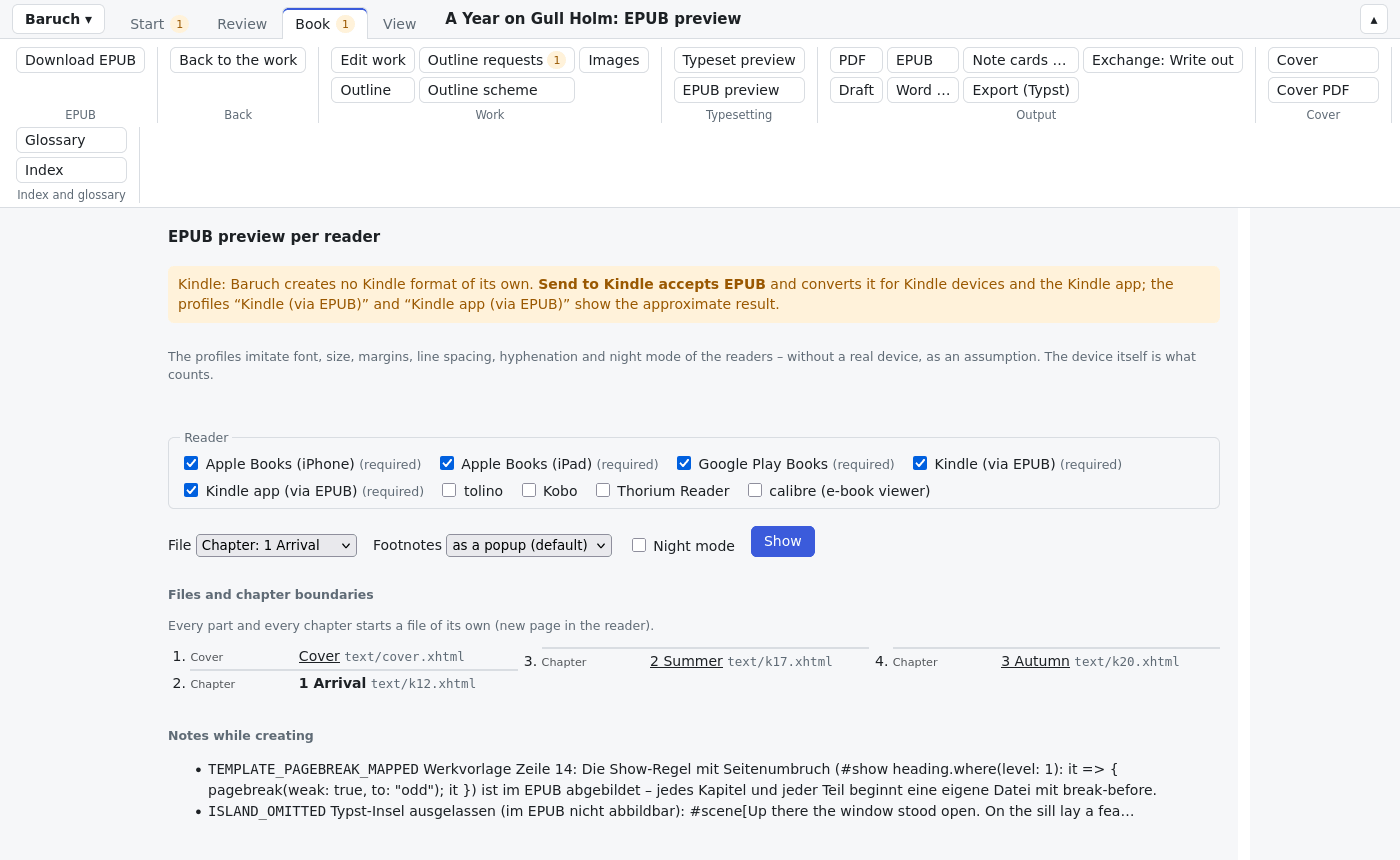 Baruch ▾ Start 1 Review Book 1 View A Year on Gull Holm: EPUB preview ▴
Download EPUB Back to the work Edit work Outline requests 1 Images Typeset preview PDF EPUB Note cards … Exchange: Write out Cover
Outline Outline scheme EPUB preview Draft Word … Export (Typst) Cover PDF
EPUB Back Work Typesetting Output Cover
Glossary
Index
Index and glossary
EPUB preview per reader
Kindle: Baruch creates no Kindle format of its own. Send to Kindle accepts EPUB and converts it for Kindle devices and the Kindle app; the
profiles “Kindle (via EPUB)” and “Kindle app (via EPUB)” show the approximate result.
The profiles imitate font, size, margins, line spacing, hyphenation and night mode of the readers – without a real device, as an assumption. The device itself is what
counts.
Reader
Apple Books (iPhone) (required) Apple Books (iPad) (required) Google Play Books (required) Kindle (via EPUB) (required)
Kindle app (via EPUB) (required) tolino Kobo Thorium Reader calibre (e-book viewer)
File Chapter: 1 Arrival Footnotes as a popup (default) Night mode Show
Files and chapter boundaries
Every part and every chapter starts a file of its own (new page in the reader).
1. Cover Cover text/cover.xhtml
2. Chapter 1 Arrival text/k12.xhtml
3. Chapter 2 Summer text/k17.xhtml
4. Chapter 3 Autumn text/k20.xhtml
Notes while creating
• TEMPLATE_PAGEBREAK_MAPPED Werkvorlage Zeile 14: Die Show-Regel mit Seitenumbruch (#show heading.where(level: 1): it => {
pagebreak(weak: true, to: "odd"); it }) ist im EPUB abgebildet – jedes Kapitel und jeder Teil beginnt eine eigene Datei mit break-before.
• ISLAND_OMITTED Typst-Insel ausgelassen (im EPUB nicht abbildbar): #scene[Up there the window stood open. On the sill lay a fea…